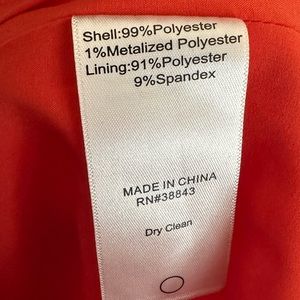 Shell:99%Polyester
1%Metalized Polyester
Lining:91%Polyester
9%Spandex
MADE IN CHINA
RN#38843
Dry Clean